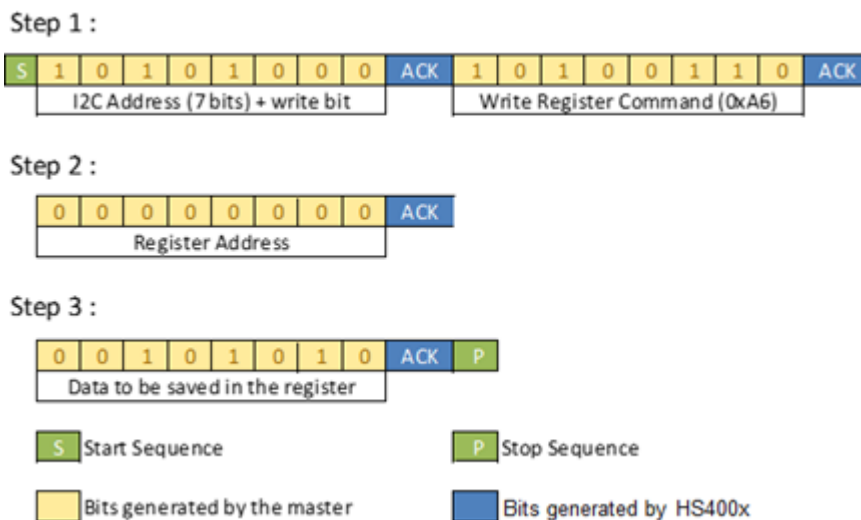 Step 1 :
S 1 0 1 0 1 0 0 0 ACK 1 0 1 0 0 1 1 0 ACK
I2C Address (7 bits) + write bit Write Register Command (0xA6)
Step 2 :
0 0 0 0 0 0 0 0 ACK
Register Address
Step 3 :
0 0 1 0 1 0 1 0 ACK P
Data to be saved in the register
S Start Sequence P Stop Sequence
Bits generated by the master Bits generated by HS400x